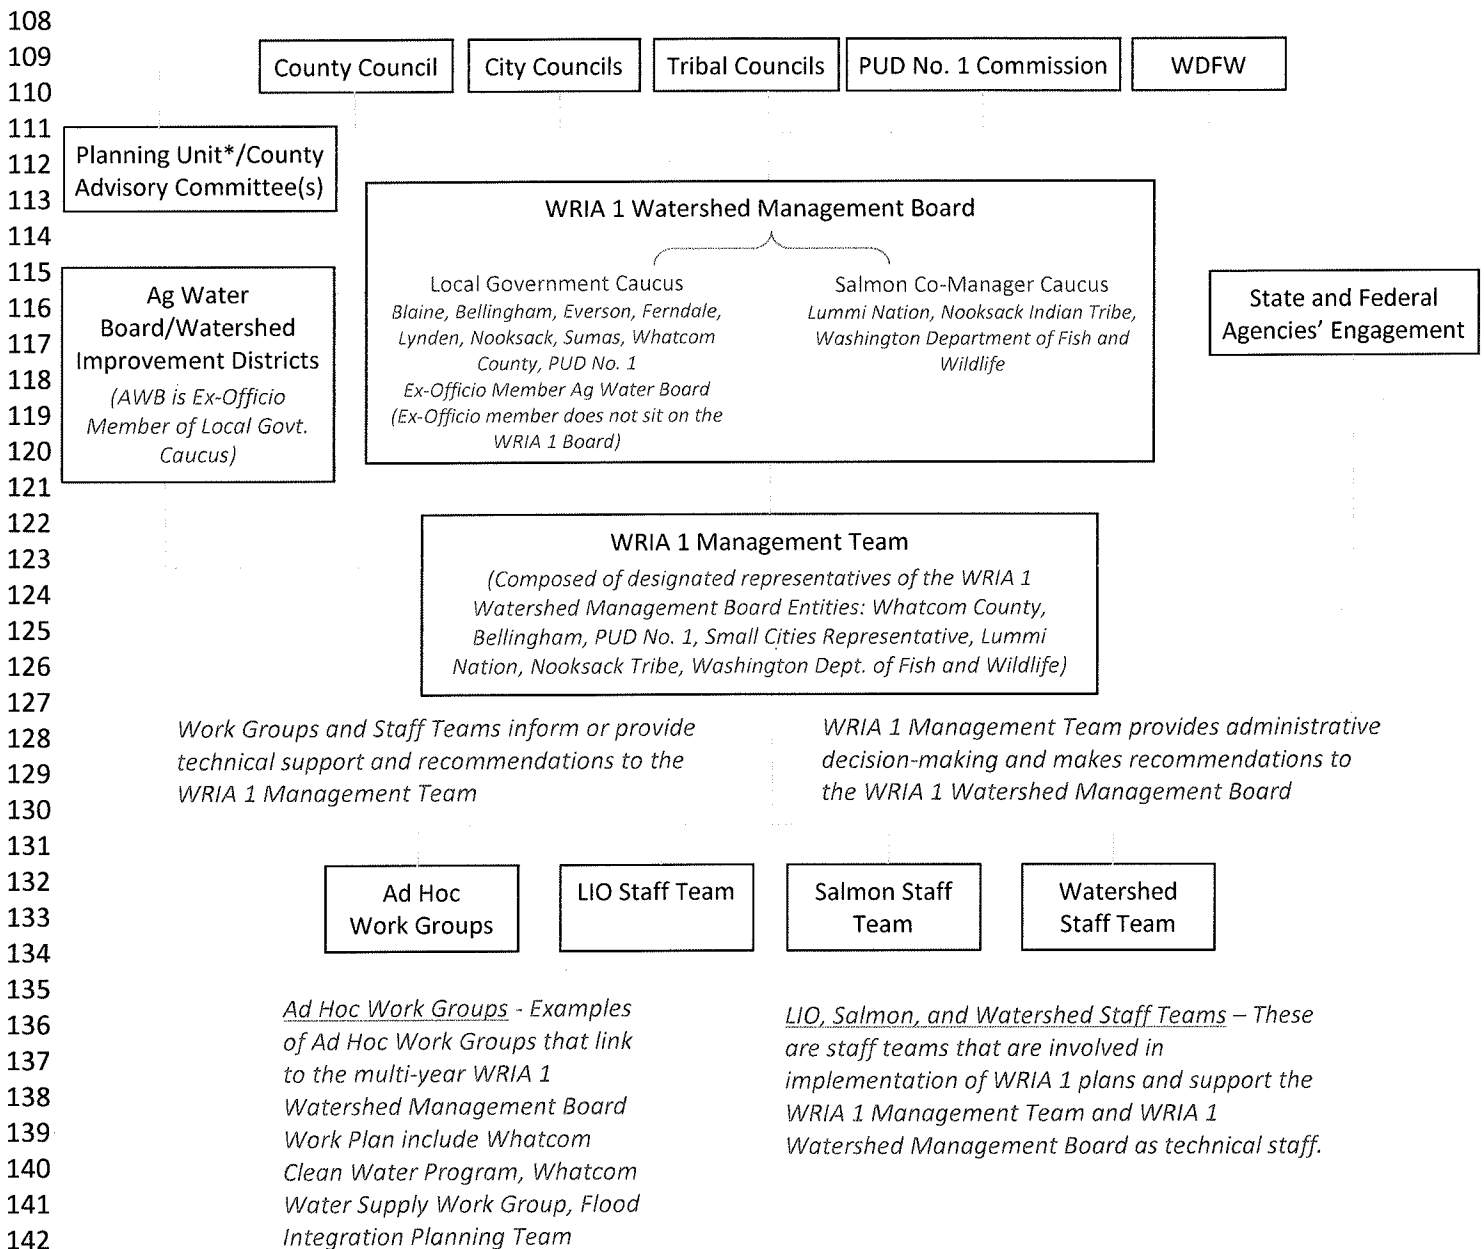 108
109
110
111
112
113
114
115
116
117
118
119
120
121
122
123
124
125
126
127
128
129
130
131
132
133
134
135
136
137
138
139
140
141
142
County Council
City Councils
Tribal Councils
PUD No. 1 Commission
WDFW
Planning Unit*/County
Advisory Committee(s)
WRIA 1 Watershed Management Board
Local Government Caucus
Blaine, Bellingham, Everson, Ferndale,
Lynden, Nooksack, Sumas, Whatcom
County, PUD No. 1
Ex-Officio Member Ag Water Board
(Ex-Officio member does not sit on the
WRIA 1 Board)
Salmon Co-Manager Caucus
Lummi Nation, Nooksack Indian Tribe,
Washington Department of Fish and
Wildlife
Ag Water
Board/Watershed
Improvement Districts
(AWB is Ex-Officio
Member of Local Govt.
Caucus)
State and Federal
Agencies' Engagement
WRIA 1 Management Team
(Composed of designated representatives of the WRIA 1
Watershed Management Board Entities: Whatcom County,
Bellingham, PUD No. 1, Small Cities Representative, Lummi
Nation, Nooksack Tribe, Washington Dept. of Fish and Wildlife)
Work Groups and Staff Teams inform or provide
technical support and recommendations to the
WRIA 1 Management Team
WRIA 1 Management Team provides administrative
decision-making and makes recommendations to
the WRIA 1 Watershed Management Board
Ad Hoc
Work Groups
LIO Staff Team
Salmon Staff
Team
Watershed
Staff Team
Ad Hoc Work Groups - Examples
of Ad Hoc Work Groups that link
to the multi-year WRIA 1
Watershed Management Board
Work Plan include Whatcom
Clean Water Program, Whatcom
Water Supply Work Group, Flood
Integration Planning Team
LIO, Salmon, and Watershed Staff Teams – These
are staff teams that are involved in
implementation of WRIA 1 plans and support the
WRIA 1 Management Team and WRIA 1
Watershed Management Board as technical staff.